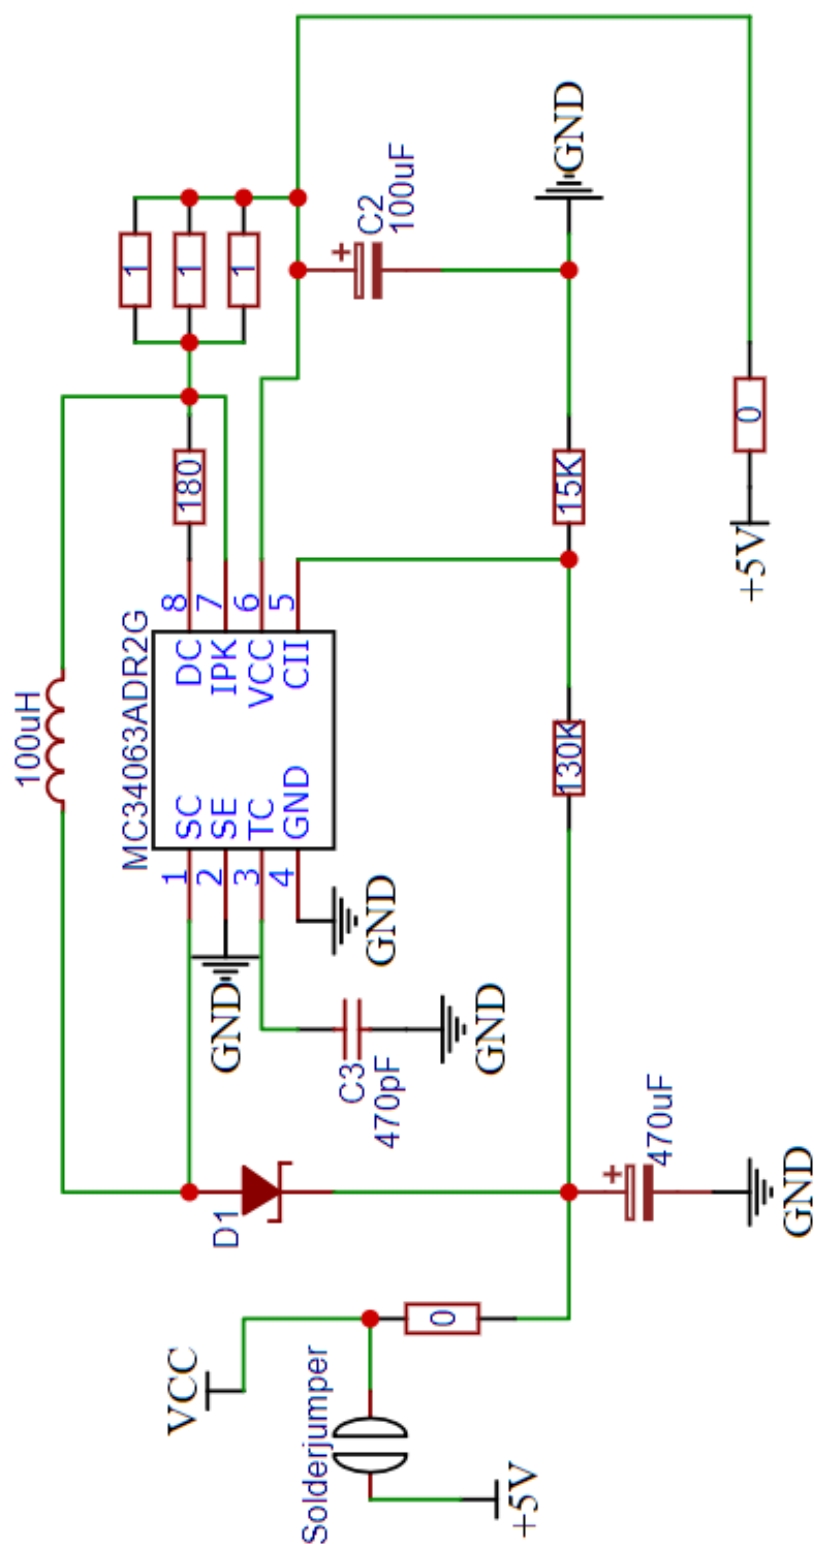 1
1
1
C2
100uF
GND
180
15K
0
+5V
8
7
6
5
DC
IPK
VCC
CII
100uH
MC34063ADR2G
130K
SC
SE
TC
GND
1
2
3
4
GND
GND
C3
470pF
GND
470uF
GND
D1
0
VCC
Solderjumper
+5V